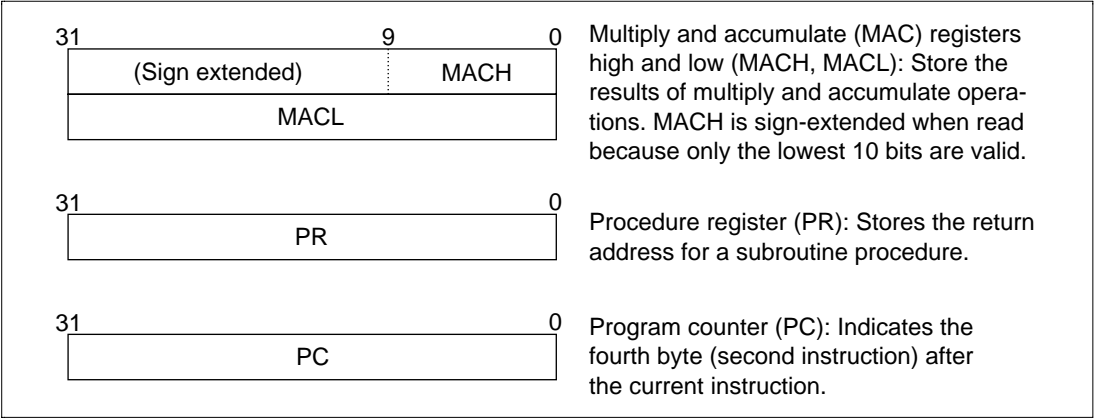 31 9 0
(Sign extended) MACH
MACL
Multiply and accumulate (MAC) registers
high and low (MACH, MACL): Store the
results of multiply and accumulate opera-
tions. MACH is sign-extended when read
because only the lowest 10 bits are valid.
31 0
PR
Procedure register (PR): Stores the return
address for a subroutine procedure.
31 0
PC
Program counter (PC): Indicates the
fourth byte (second instruction) after
the current instruction.